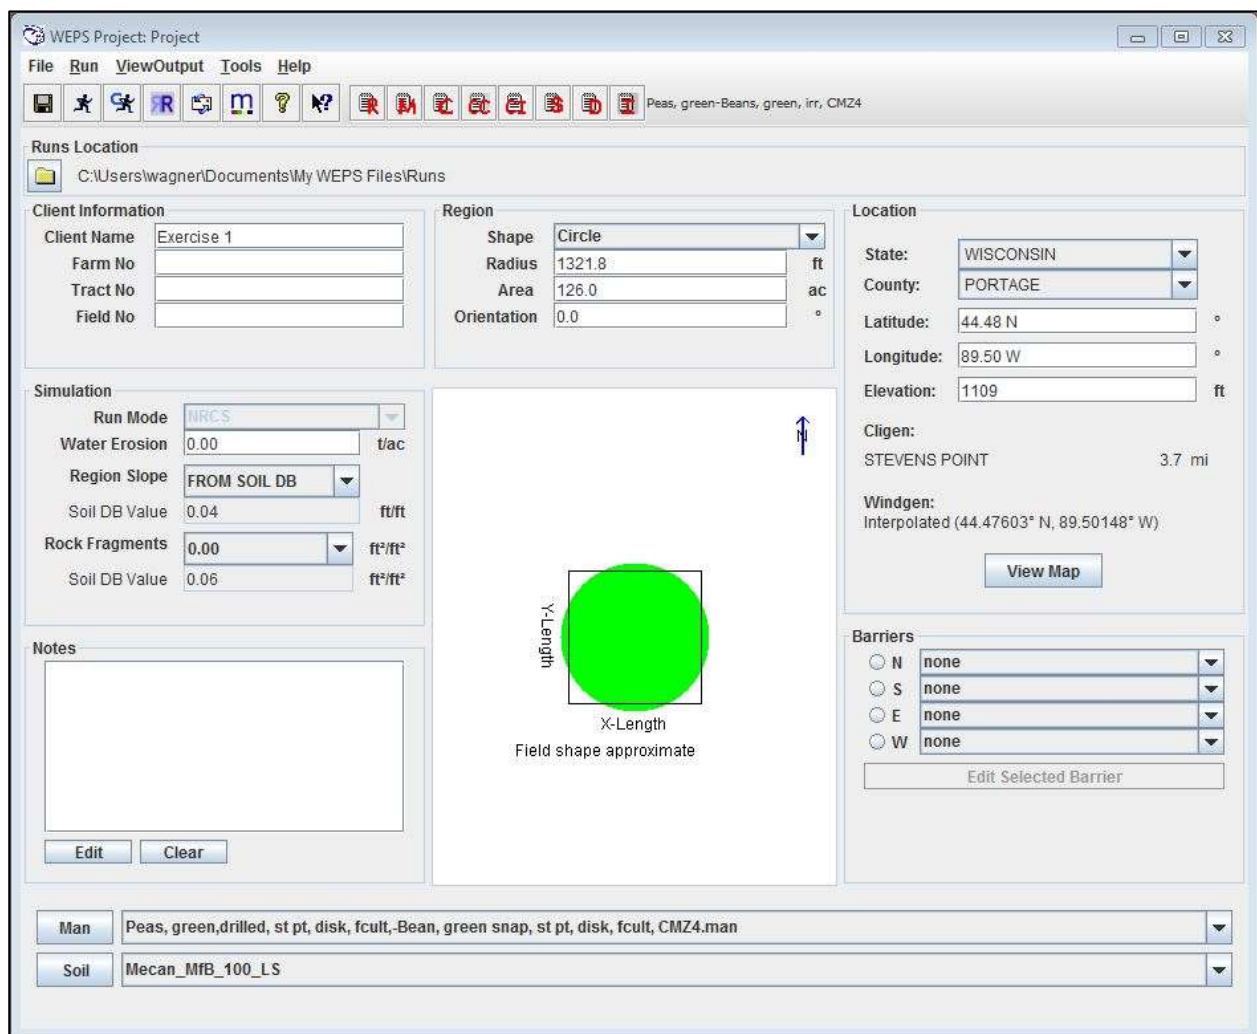 WEPS Project: Project
File Run ViewOutput Tools Help
Peas, green-Beans, green, irr, CMZ4
Runs Location
C:\Users\wagner\Documents\My WEPS Files\Runs
Client Information
Client Name Exercise 1
Farm No
Tract No
Field No
Region
Shape Circle
Radius 1321.8 ft
Area 126.0 ac
Orientation 0.0 °
Location
State: WISCONSIN
County: PORTAGE
Latitude: 44.48 N °
Longitude: 89.50 W °
Elevation: 1109 ft
Cligen:
STEVENS POINT 3.7 mi
Windgen:
Interpolated (44.47603° N, 89.50148° W)
View Map
Simulation
Run Mode NRCS
Water Erosion 0.00 t/ac
Region Slope FROM SOIL DB
Soil DB Value 0.04 ft/ft
Rock Fragments 0.00 ft²/ft²
Soil DB Value 0.06 ft²/ft²
N
Y-Length
X-Length
Field shape approximate
Notes
Edit Clear
Barriers
N none
S none
E none
W none
Edit Selected Barrier
Man Peas, green,drilled, st pt, disk, fcult,-Bean, green snap, st pt, disk, fcult, CMZ4.man
Soil Mecan_MfB_100_LS